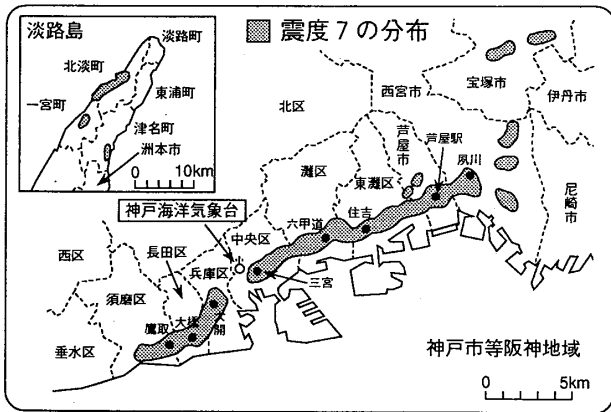 淡路島
淡路町
北淡町
一宮町
東浦町
津名町
洲本市
0 10km
震度7の分布
宝塚市
伊丹市
西宮市
北区
芦屋市
芦屋駅
夙川
尼崎市
灘区
東灘区
住吉
六甲道
神戸海洋気象台
中央区
三宮
西区
長田区
兵庫区
須磨区
大開
鷹取
垂水区
神戸市等阪神地域
0 5km